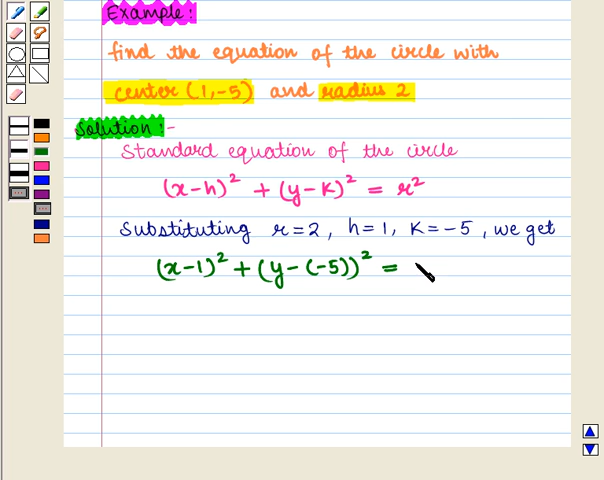 Example:
find the equation of the circle with
center (1,-5) and radius 2
Solution:-
Standard equation of the circle
(x-h)² + (y-k)² = r²
Substituting r=2, h=1, k=-5, we get
(x-1)² + (y-(-5))² =